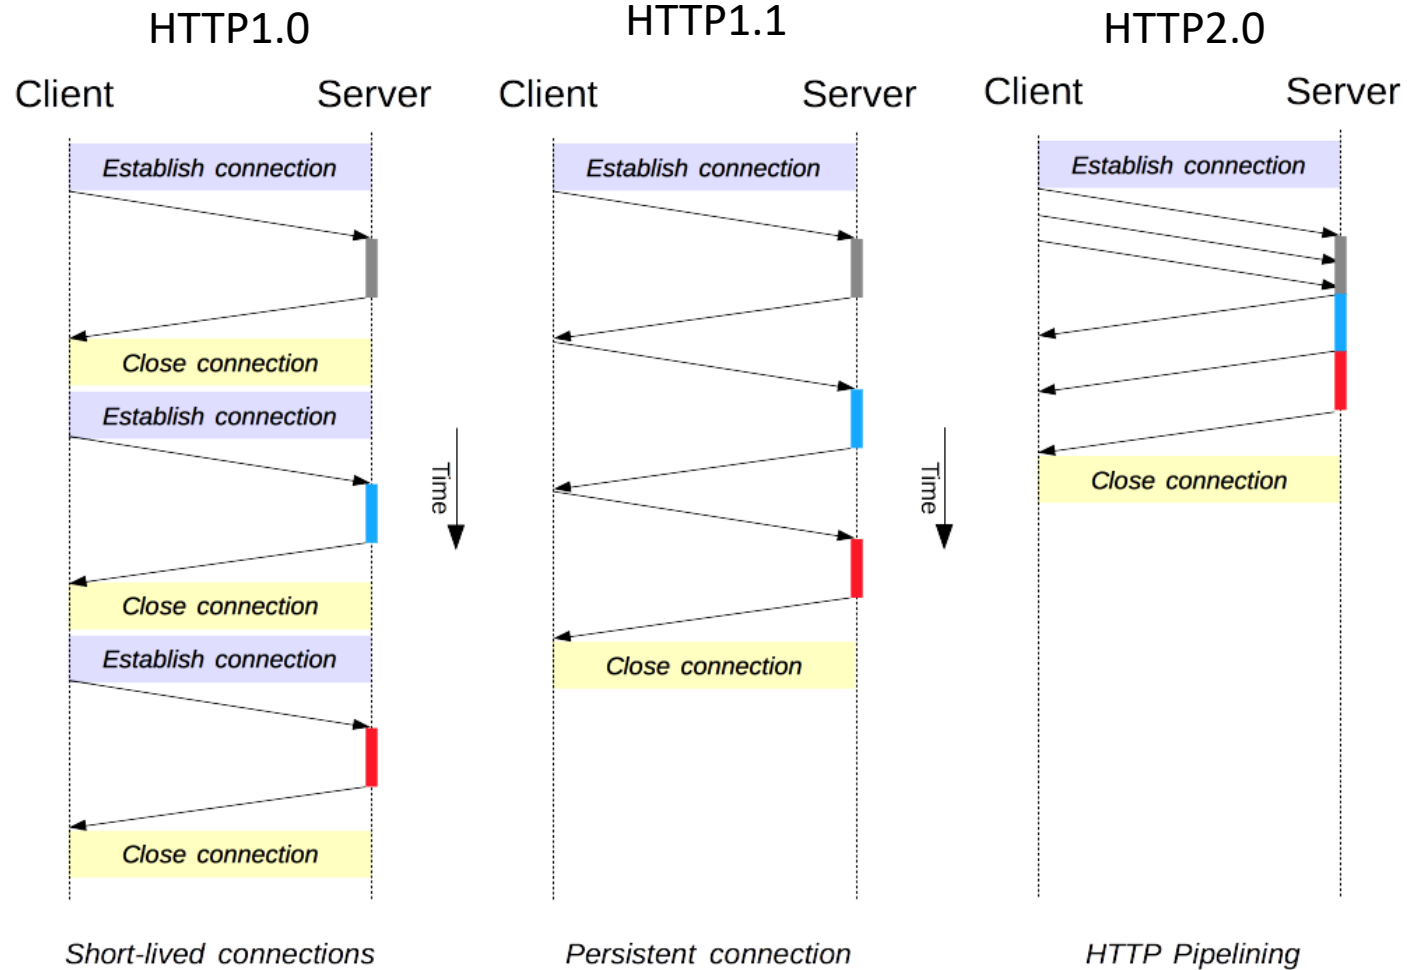 HTTP1.0
Client Server
Establish connection
Close connection
Establish connection
Close connection
Establish connection
Close connection
Short-lived connections
Time
HTTP1.1
Client Server
Establish connection
Close connection
Persistent connection
Time
HTTP2.0
Client Server
Establish connection
Close connection
HTTP Pipelining